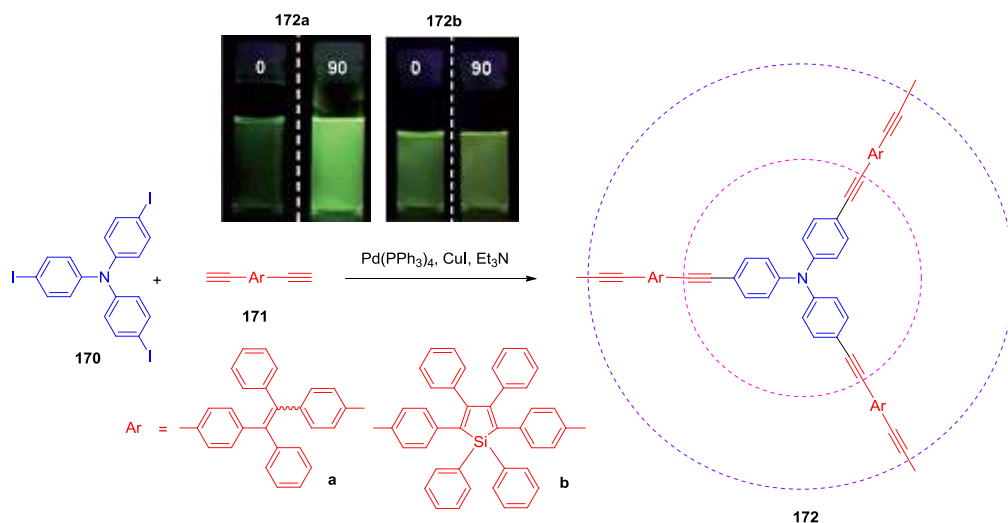 172a 172b
0 90 0 90
I
I
N
I
170
+
Ar
171
Pd(PPh3)4, CuI, Et3N
Ar
Ar
N
Ar
172
Ar =
a
Si
b